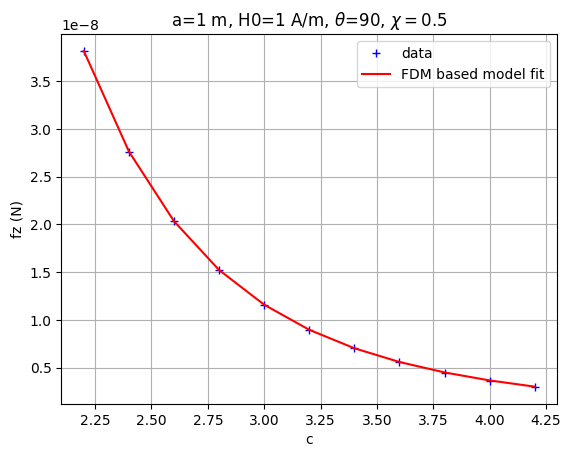 a=1 m, H0=1 A/m, θ=90, χ = 0.5
1e−8
data
FDM based model fit
3.5
3.0
2.5
2.0
1.5
1.0
0.5
fz (N)
2.25 2.50 2.75 3.00 3.25 3.50 3.75 4.00 4.25
c